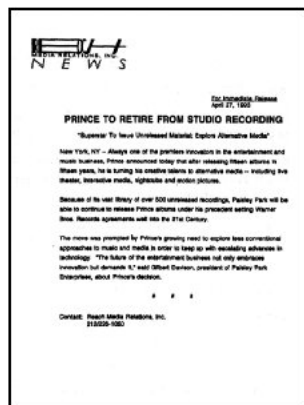 MEDIA RELATIONS, INC.
N E W S
For Immediate Release
April 27, 1993
PRINCE TO RETIRE FROM STUDIO RECORDING
"Superstar To Issue Unreleased Material; Explore Alternative Media"
New York, NY -- Always one of the premiere innovators in the entertainment and
music business, Prince announced today that after releasing fifteen albums in
fifteen years, he is turning his creative talents to alternative media -- including live
theater, interactive media, nightclubs and motion pictures.
Because of its vast library of over 500 unreleased recordings, Paisley Park will be
able to continue to release Prince albums under his precedent setting Warner
Bros. Records agreements well into the 21st Century.
The move was prompted by Prince's growing need to explore less conventional
approaches to music and media in order to keep up with escalating advances in
technology. "The future of the entertainment business not only embraces
innovation but demands it," said Gilbert Davison, president of Paisley Park
Enterprises, about Prince's decision.
# # #
Contact: Reach Media Relations, Inc.